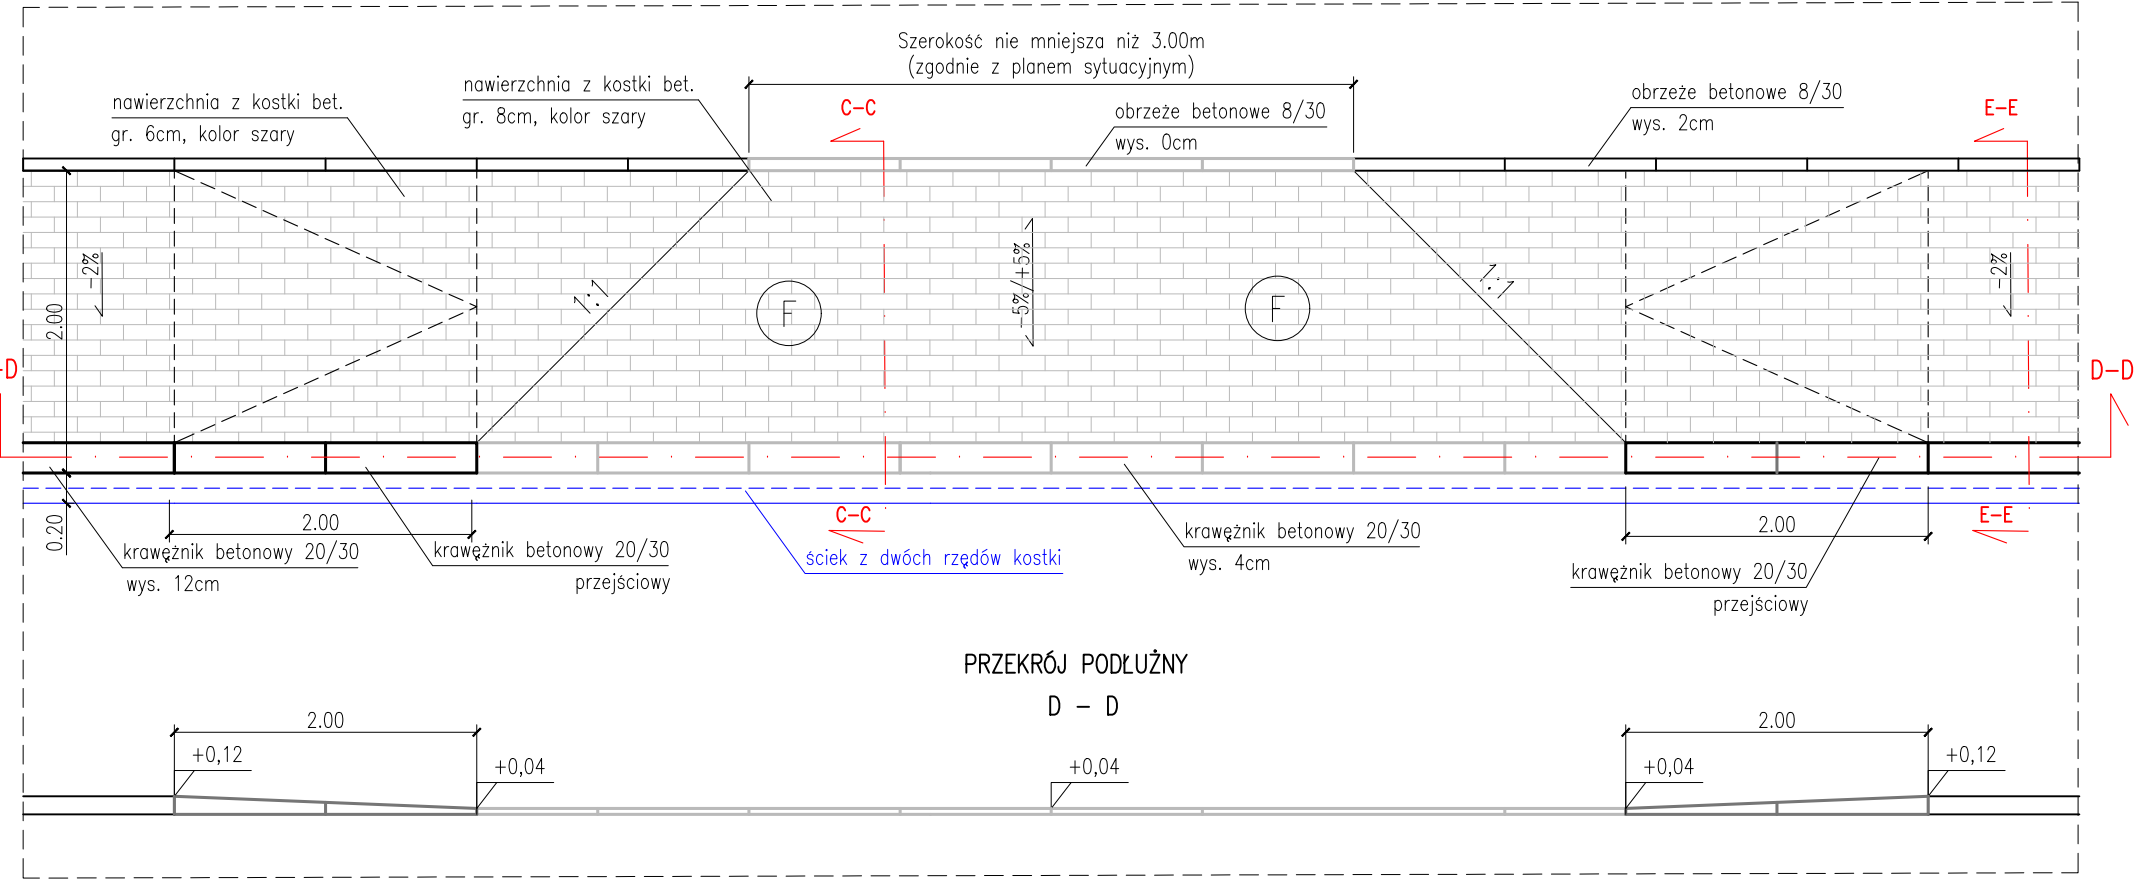 Szerokość nie mniejsza niż 3.00m
(zgodnie z planem sytuacyjnym)
nawierzchnia z kostki bet.
gr. 6cm, kolor szary
nawierzchnia z kostki bet.
gr. 8cm, kolor szary
C-C
obrzeże betonowe 8/30
wys. 0cm
obrzeże betonowe 8/30
wys. 2cm
E-E
2.00
-2%
1:1
F
-5%/+5%
F
1:1
-2%
-D
D-D
0.20
2.00
krawężnik betonowy 20/30
wys. 12cm
krawężnik betonowy 20/30
przejściowy
C-C
ściek z dwóch rzędów kostki
krawężnik betonowy 20/30
wys. 4cm
2.00
E-E
krawężnik betonowy 20/30
przejściowy
PRZEKRÓJ PODŁUŻNY
D - D
2.00
+0,12
+0,04
+0,04
2.00
+0,04
+0,12